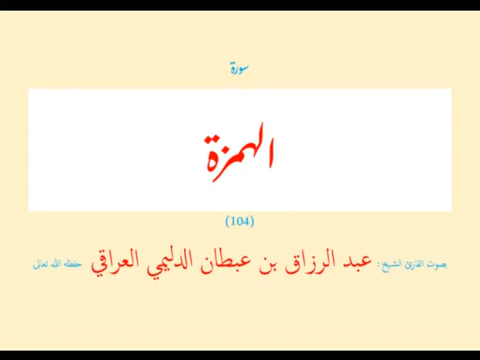 سورة
الهمزة
(104)
بصوت القارئ الشيخ : عبد الرزاق بن عبطان الدليمي العراقي حفظه الله تعالى